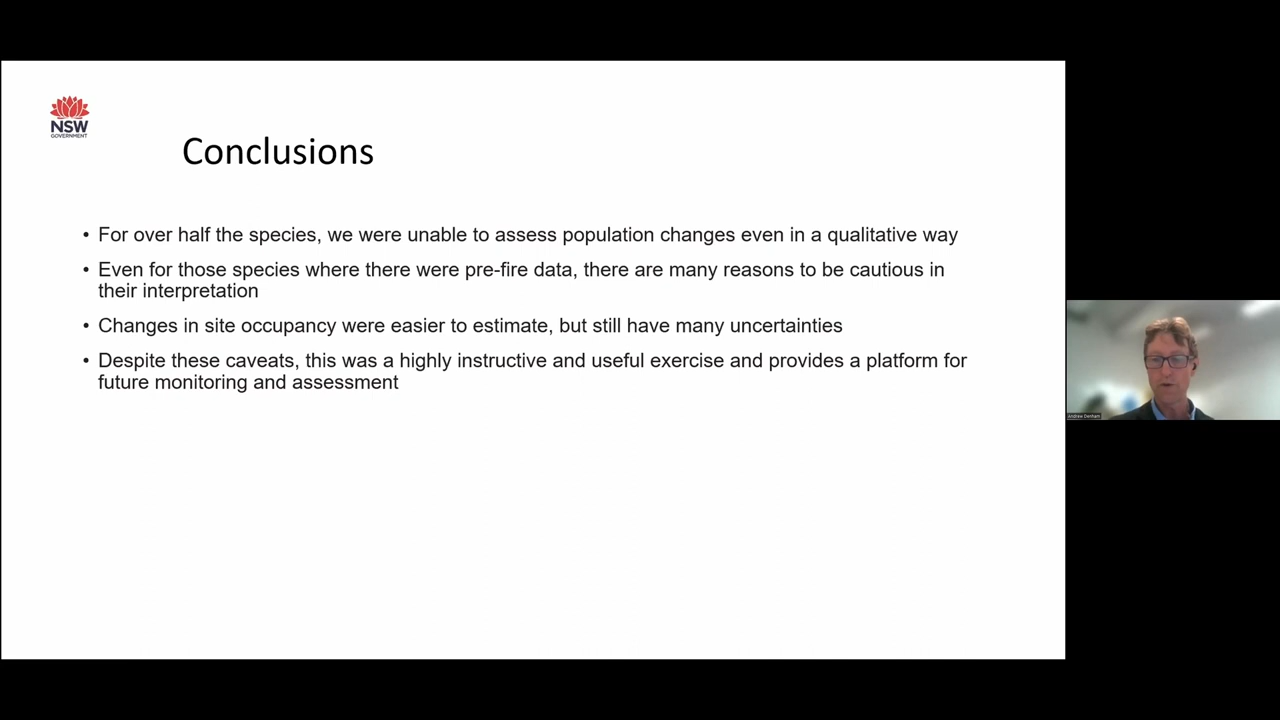 NSW
GOVERNMENT
Conclusions
• For over half the species, we were unable to assess population changes even in a qualitative way
• Even for those species where there were pre-fire data, there are many reasons to be cautious in
their interpretation
• Changes in site occupancy were easier to estimate, but still have many uncertainties
• Despite these caveats, this was a highly instructive and useful exercise and provides a platform for
future monitoring and assessment
Andrew Denham